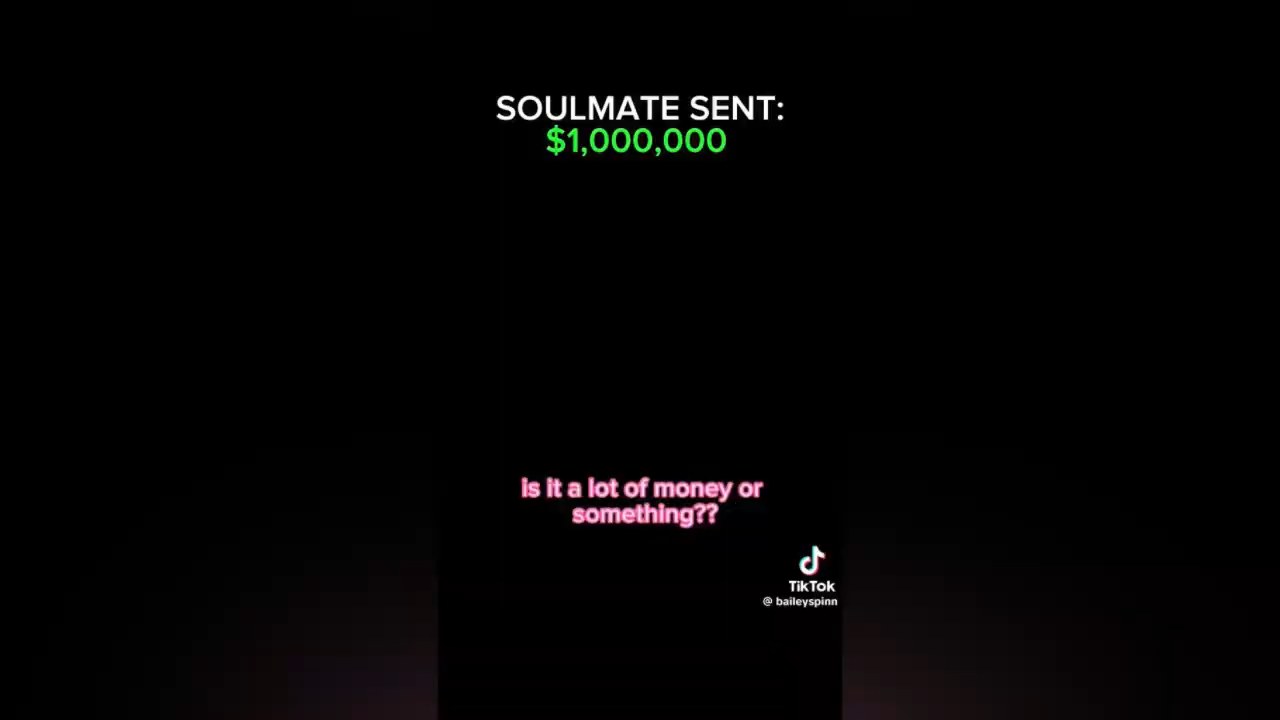 SOULMATE SENT:
$1,000,000
is it a lot of money or
something??
TikTok
@ baileyspinn